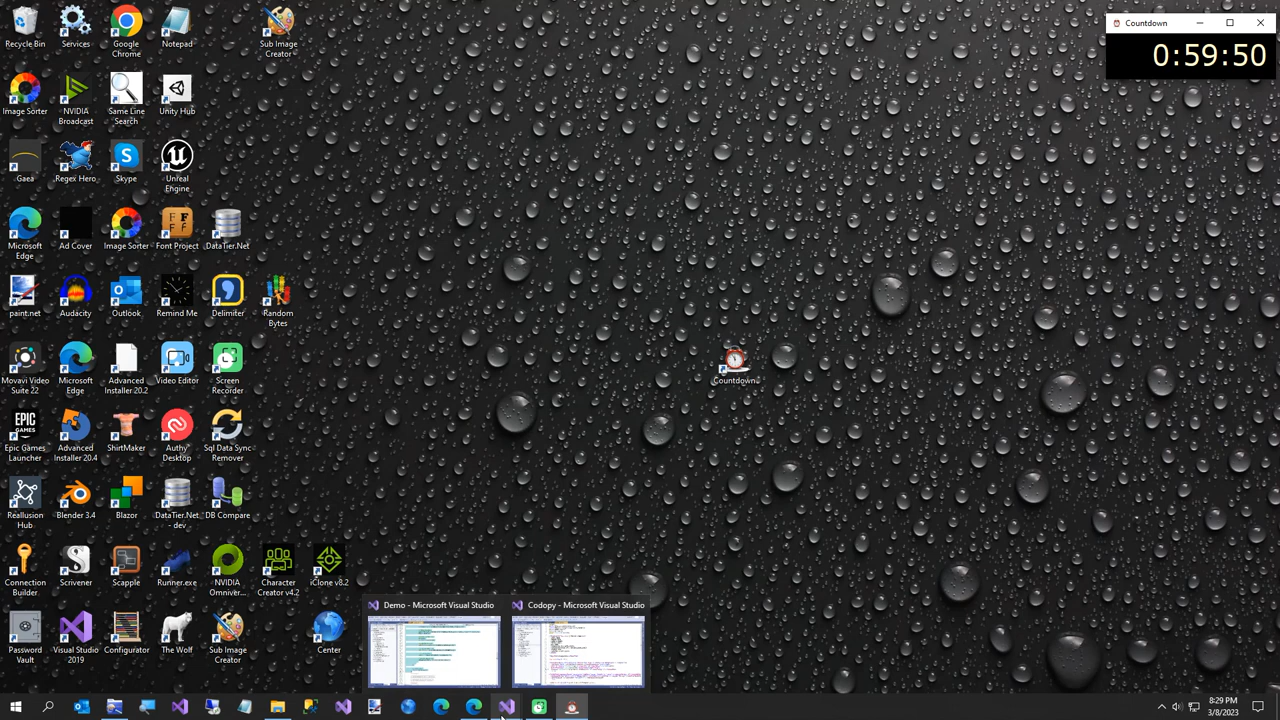 Recycle Bin
Services
Google
Chrome
Notepad
Sub Image
Creator
Countdown
0:59:50
Image Sorter
NVIDIA
Broadcast
Same Line
Search
Unity Hub
Gaea
Regex Hero
Skype
Unreal
Engine
Microsoft
Edge
Ad Cover
Image Sorter
Font Project
DataTier.Net
paint.net
Audacity
Outlook
Remind Me
Delimiter
Random
Bytes
Movavi Video
Suite 22
Microsoft
Edge
Advanced
Installer 20.2
Video Editor
Screen
Recorder
Countdown
EPIC
GAMES
Epic Games
Launcher
Advanced
Installer 20.4
ShirtMaker
Authy
Desktop
Sql Data Sync
Remover
Reallusion
Hub
Blender 3.4
Blazor
DataTier.Net
- dev
DB Compare
Connection
Builder
Scrivener
Scapple
Runner.exe
NVIDIA
Omniver...
Character
Creator v4.2
iClone v8.2
Demo - Microsoft Visual Studio
Codopy - Microsoft Visual Studio
Vault
Visual Studio
2019
Sub Image
Creator
8:29 PM
3/8/2023